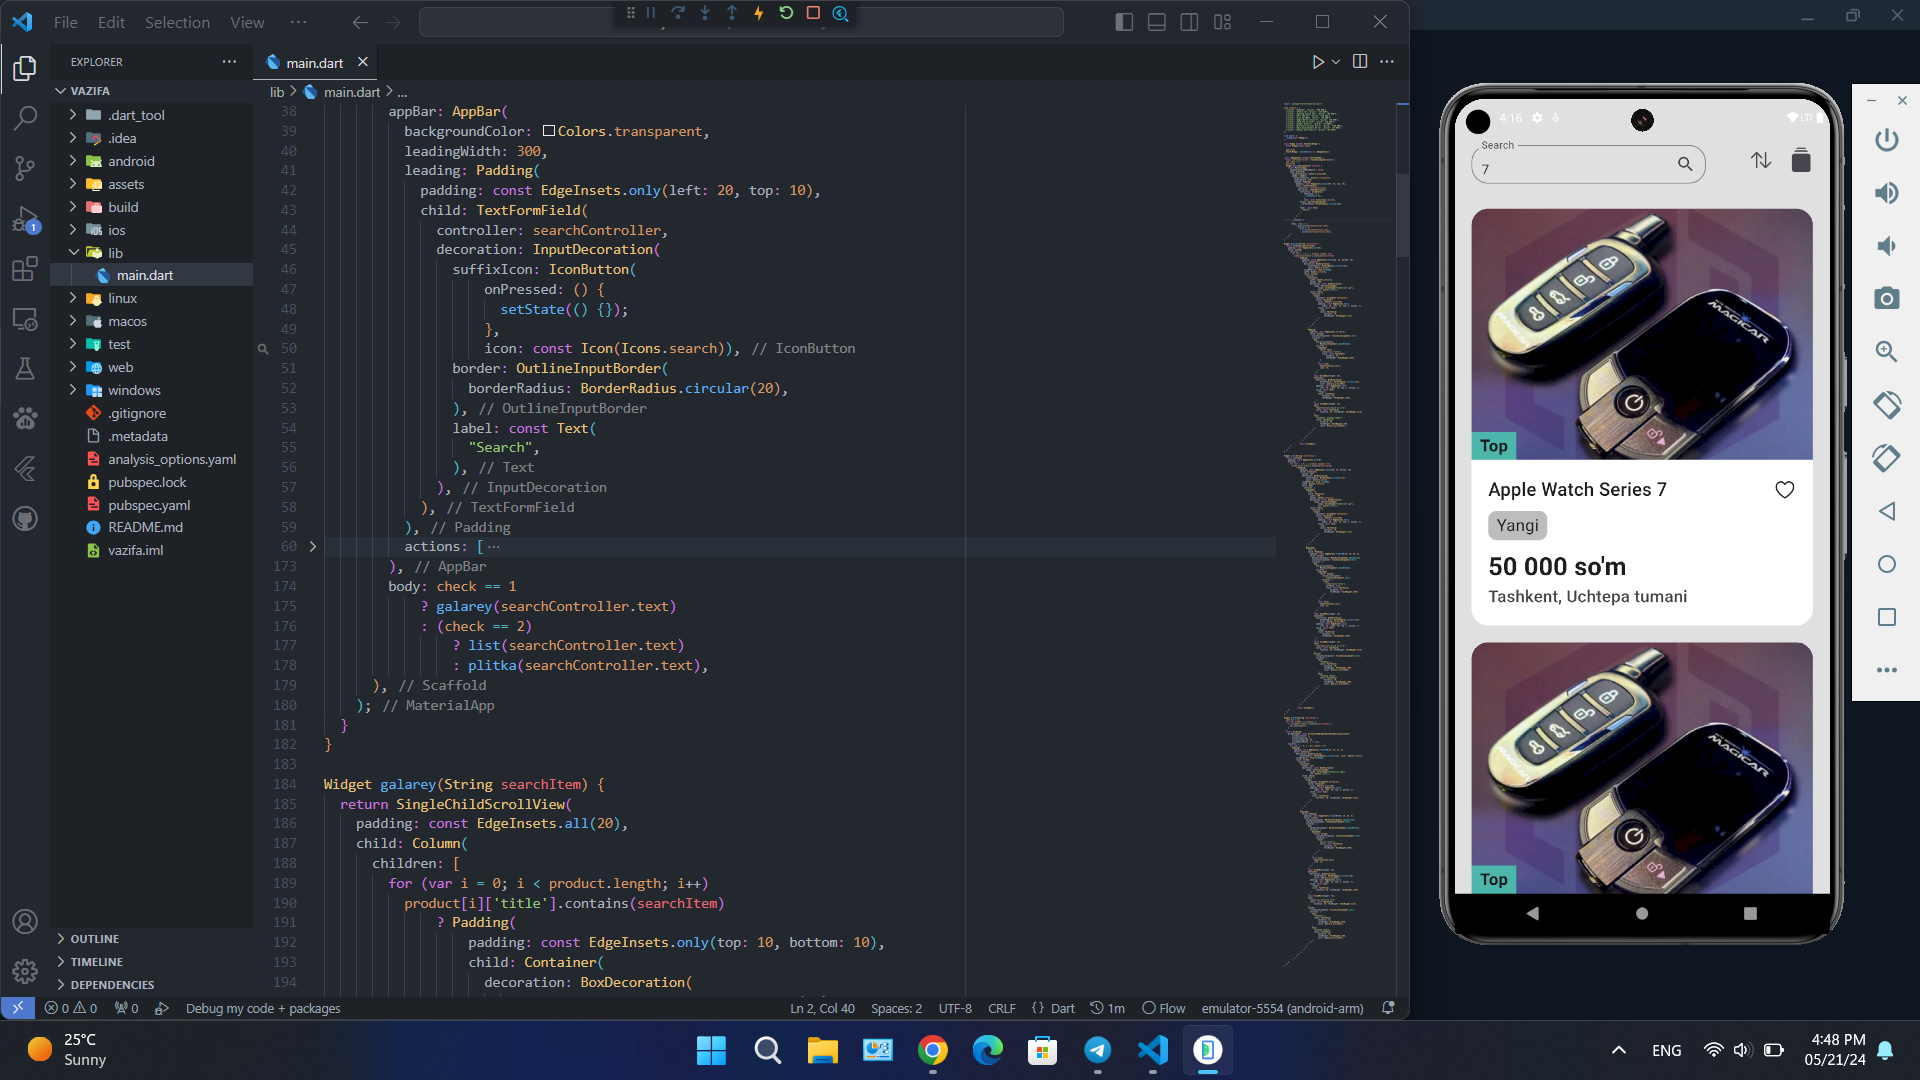 File Edit Selection View ···
EXPLORER ···
main.dart
VAZIFA
lib > main.dart > ...
.dart_tool
.idea
android
assets
build
ios
lib
main.dart
linux
macos
test
web
windows
.gitignore
.metadata
analysis_options.yaml
pubspec.lock
pubspec.yaml
README.md
vazifa.iml
OUTLINE
TIMELINE
DEPENDENCIES
38 appBar: AppBar(
39 backgroundColor: Colors.transparent,
40 leadingWidth: 300,
41 leading: Padding(
42 padding: const EdgeInsets.only(left: 20, top: 10),
43 child: TextFormField(
44 controller: searchController,
45 decoration: InputDecoration(
46 suffixIcon: IconButton(
47 onPressed: () {
48 setState(() {});
49 },
50 icon: const Icon(Icons.search)), // IconButton
51 border: OutlineInputBorder(
52 borderRadius: BorderRadius.circular(20),
53 ), // OutlineInputBorder
54 label: const Text(
55 "Search",
56 ), // Text
57 ), // InputDecoration
58 ), // TextFormField
59 ), // Padding
60 actions: [ ···
173 ), // AppBar
174 body: check == 1
175 ? galarey(searchController.text)
176 : (check == 2)
177 ? list(searchController.text)
178 : plitka(searchController.text),
179 ), // Scaffold
180 ); // MaterialApp
181 }
182 }
183
184 Widget galarey(String searchItem) {
185 return SingleChildScrollView(
186 padding: const EdgeInsets.all(20),
187 child: Column(
188 children: [
189 for (var i = 0; i < product.length; i++)
190 product[i]['title'].contains(searchItem)
191 ? Padding(
192 padding: const EdgeInsets.only(top: 10, bottom: 10),
193 child: Container(
194 decoration: BoxDecoration(
1
0 0
0
Debug my code + packages
Ln 2, Col 40
Spaces: 2
UTF-8
CRLF
{ } Dart
1m
Flow
emulator-5554 (android-arm)
4:16
LTE
Search
7
MAGICAR
MAGICAR
Top
Apple Watch Series 7
Yangi
50 000 so'm
Tashkent, Uchtepa tumani
MAGICAR
MAGICAR
Top
25°C
Sunny
ENG
4:48 PM
05/21/24